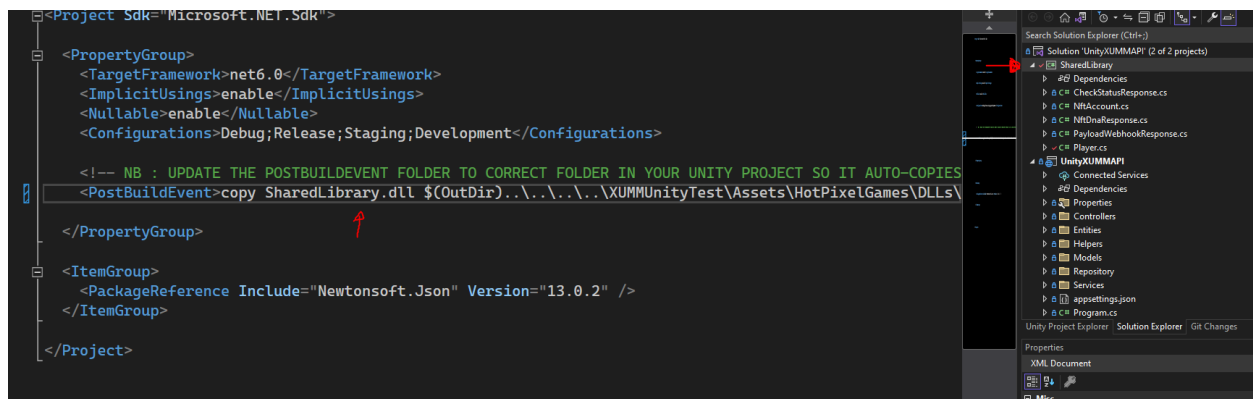 <Project Sdk="Microsoft.NET.Sdk">
<PropertyGroup>
<TargetFramework>net6.0</TargetFramework>
<ImplicitUsings>enable</ImplicitUsings>
<Nullable>enable</Nullable>
<Configurations>Debug;Release;Staging;Development</Configurations>
<!-- NB : UPDATE THE POSTBUILDEVENT FOLDER TO CORRECT FOLDER IN YOUR UNITY PROJECT SO IT AUTO-COPIES
<PostBuildEvent>copy SharedLibrary.dll $(OutDir)..\..\..\..\XUMMUnityTest\Assets\HotPixelGames\DLLs\
</PropertyGroup>
<ItemGroup>
<PackageReference Include="Newtonsoft.Json" Version="13.0.2" />
</ItemGroup>
</Project>
Search Solution Explorer (Ctrl+;)
Solution 'UnityXUMMAPI' (2 of 2 projects)
SharedLibrary
Dependencies
C# CheckStatusResponse.cs
C# NftAccount.cs
C# NftDnaResponse.cs
C# PayloadWebhookResponse.cs
C# Player.cs
UnityXUMMAPI
Connected Services
Dependencies
Properties
Controllers
Entities
Helpers
Models
Repository
Services
appsettings.json
C# Program.cs
Unity Project Explorer Solution Explorer Git Changes
Properties
XML Document
Misc